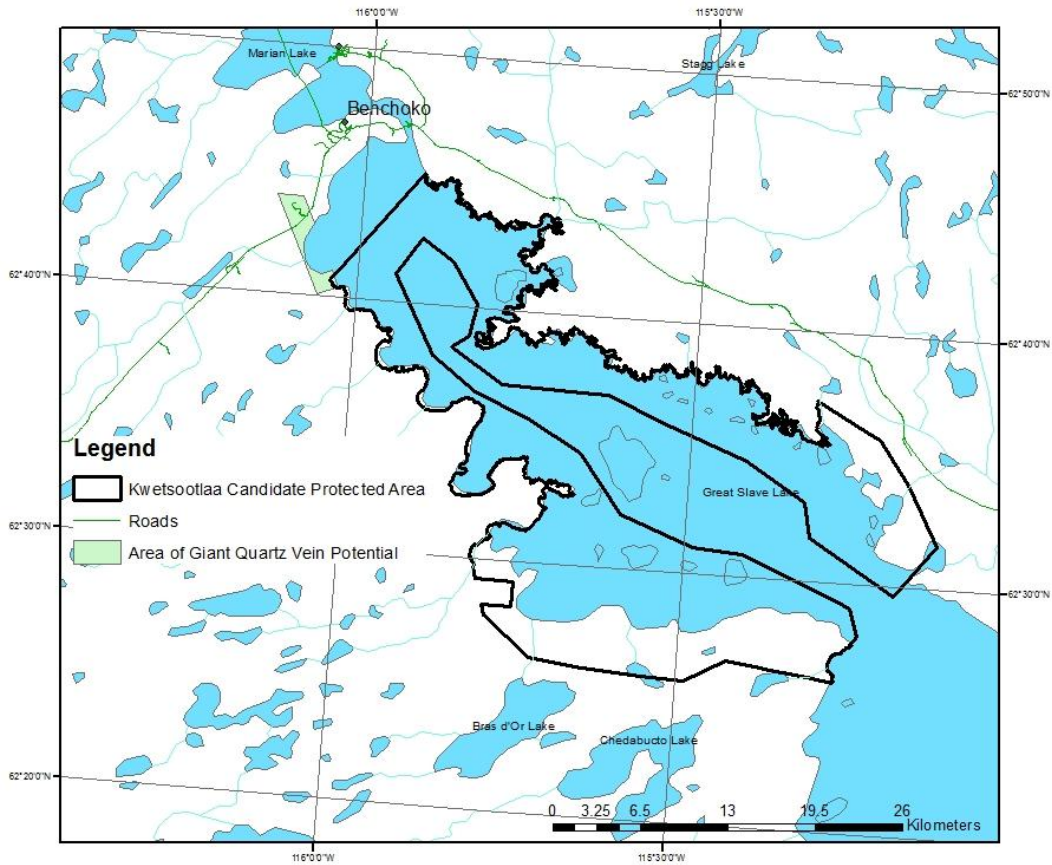 116°0'0"W 115°30'0"W
Marian Lake
Stagg Lake
62°50'0"N
Benchoko
62°40'0"N
62°40'0"N
Legend
Kwetsootlaa Candidate Protected Area
Great Slave Lake
Roads
62°30'0"N
Area of Giant Quartz Vein Potential
62°30'0"N
Bras d'Or Lake
Chedabucto Lake
62°20'0"N
0 3.25 6.5 13 19.5 26
Kilometers
116°0'0"W 115°30'0"W